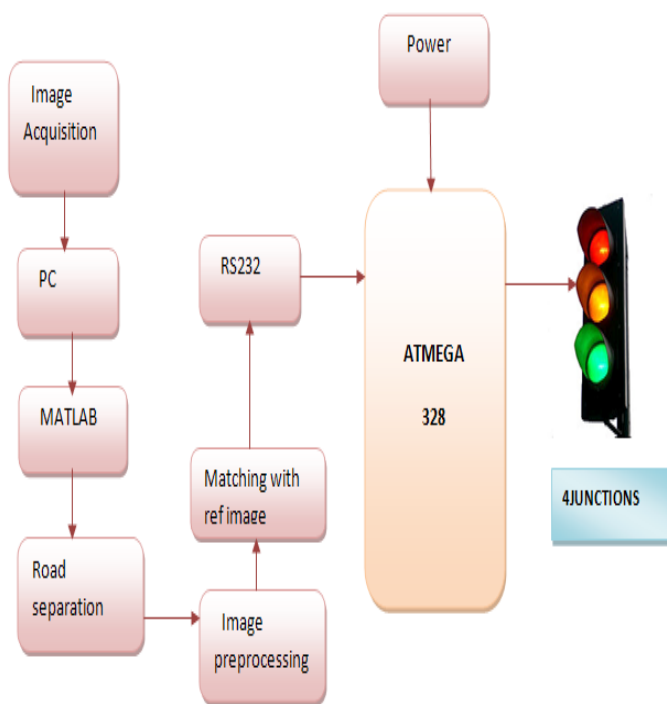 Power
Image
Acquisition
PC
RS232
MATLAB
ATMEGA
328
Matching with
ref image
4JUNCTIONS
Road
separation
Image
preprocessing